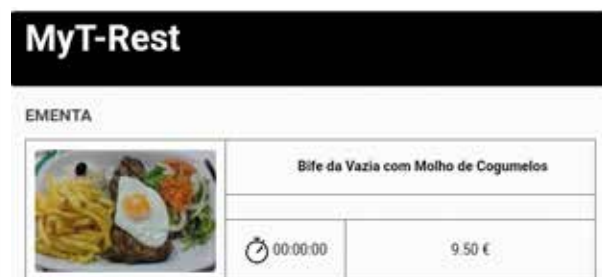 MyT-Rest
EMENTA
Bife da Vazia com Molho de Cogumelos
00:00:00
9.50 €